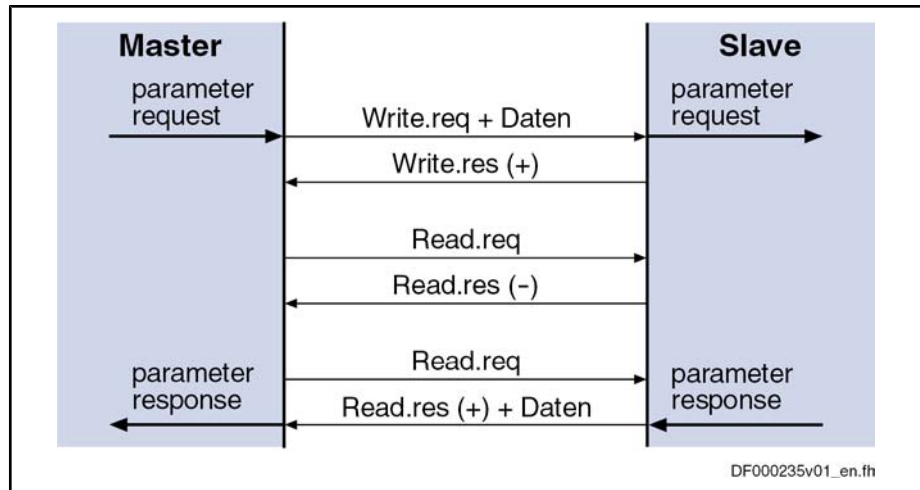 Master
Slave
parameter
request
Write.req + Daten
parameter
request
Write.res (+)
Read.req
Read.res (-)
Read.req
parameter
response
Read.res (+) + Daten
parameter
response
DF000235v01_en.fh